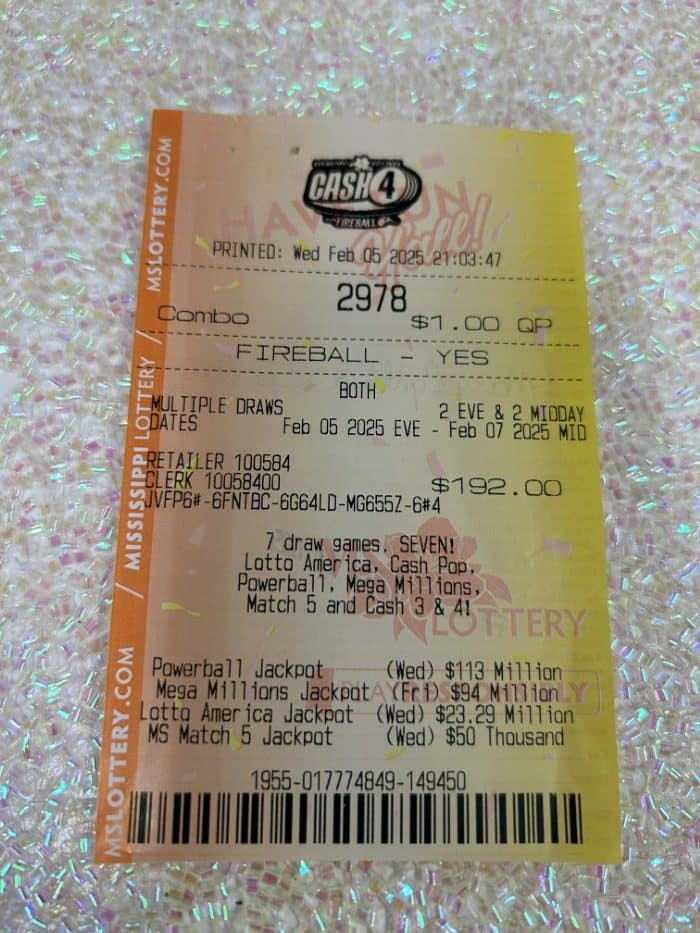 CASH 4
FIREBALL
PRINTED: Wed Feb 05 2025 21:03:47
2978
Combo $1.00 QP
FIREBALL - YES
BOTH
MULTIPLE DRAWS 2 EVE & 2 MIDDAY
DATES Feb 05 2025 EVE - Feb 07 2025 MID
RETAILER 100584
CLERK 10058400 $192.00
JVFP6#-6FNTBC-6G64LD-MG655Z-6#4
7 draw games. SEVEN!
Lotto America, Cash Pop,
Powerball, Mega Millions,
Match 5 and Cash 3 & 4!
LOTTERY
Powerball Jackpot (Wed) $113 Million
Mega Millions Jackpot (Fri) $94 Million
PLAY RESPONSIBLY
Lotto America Jackpot (Wed) $23.29 Million
MS Match 5 Jackpot (Wed) $50 Thousand
1955-017774849-149450
MSLOTTERY.COM / MISSISSIPPI LOTTERY / MSLOTTERY.COM